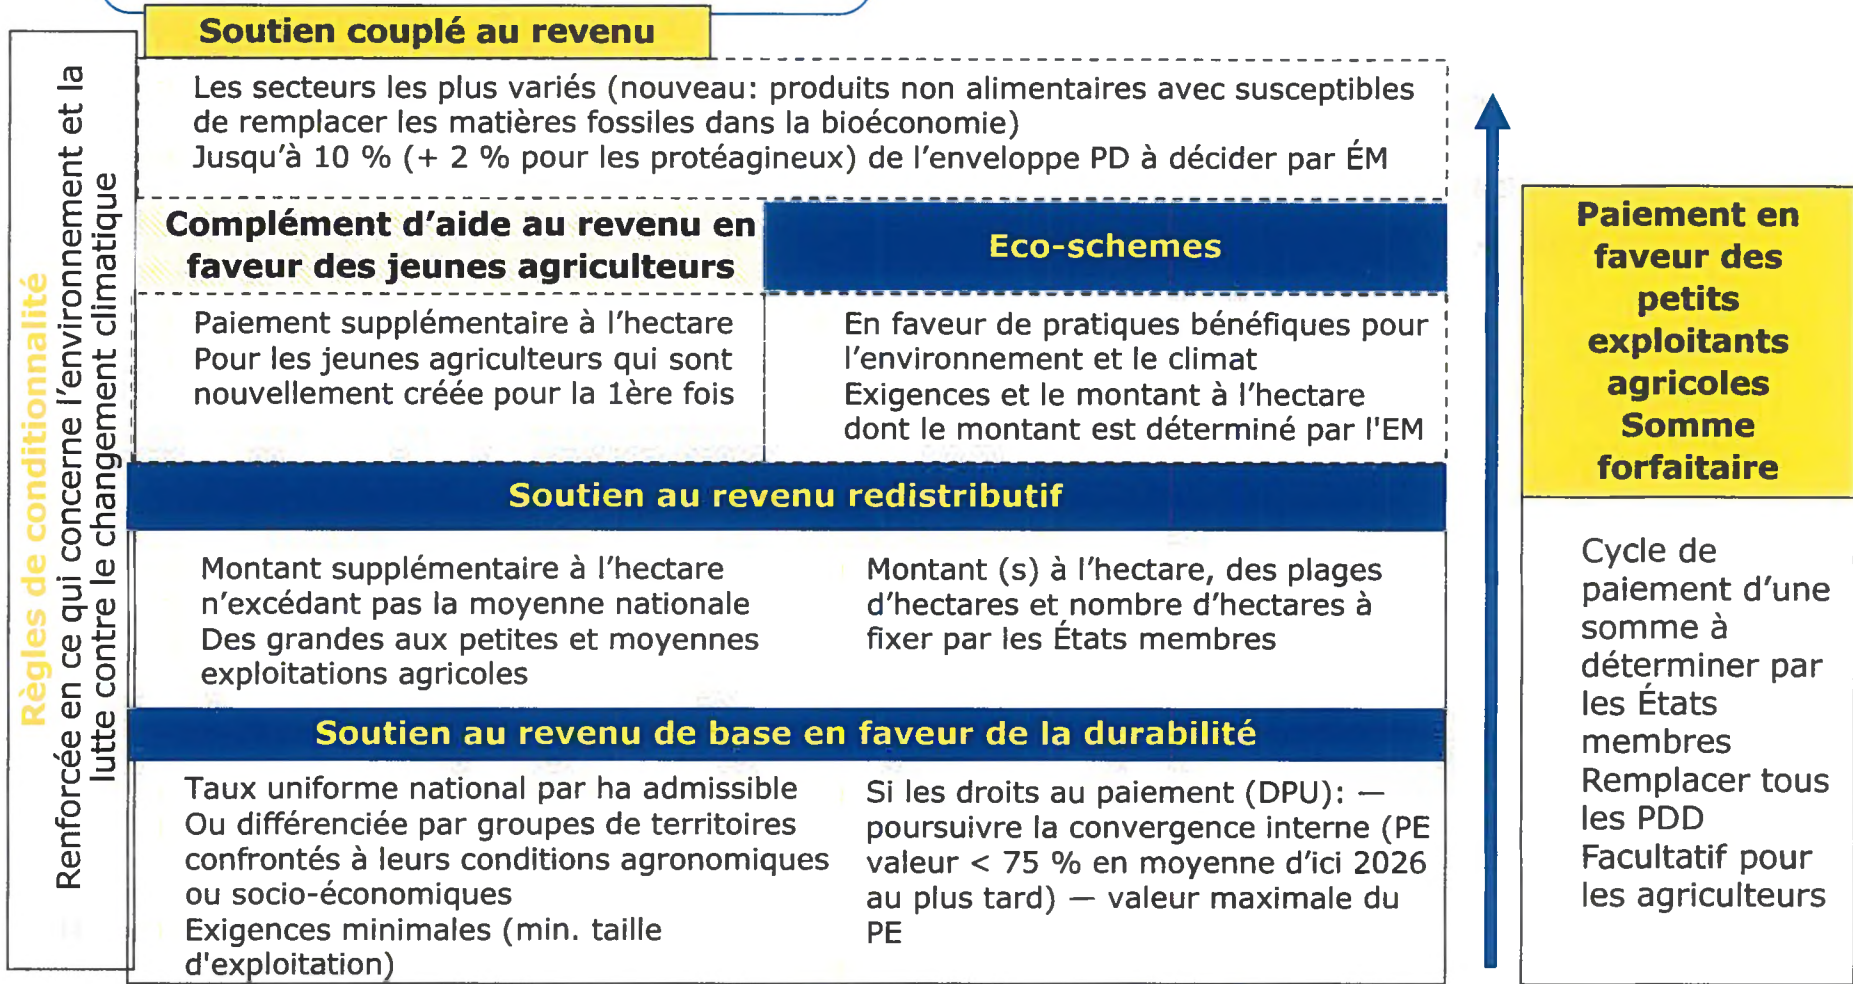 Soutien couplé au revenu
Les secteurs les plus variés (nouveau: produits non alimentaires avec susceptibles
de remplacer les matières fossiles dans la bioéconomie)
Jusqu'à 10 % (+ 2 % pour les protéagineux) de l'enveloppe PD à décider par ÉM
Complément d'aide au revenu en
faveur des jeunes agriculteurs
Paiement supplémentaire à l'hectare
Pour les jeunes agriculteurs qui sont
nouvellement créée pour la 1ère fois
Eco-schemes
En faveur de pratiques bénéfiques pour
l'environnement et le climat
Exigences et le montant à l'hectare
dont le montant est déterminé par l'EM
Soutien au revenu redistributif
Montant supplémentaire à l'hectare
n'excédant pas la moyenne nationale
Des grandes aux petites et moyennes
exploitations agricoles
Montant (s) à l'hectare, des plages
d'hectares et nombre d'hectares à
fixer par les États membres
Soutien au revenu de base en faveur de la durabilité
Taux uniforme national par ha admissible
Ou différenciée par groupes de territoires
confrontés à leurs conditions agronomiques
ou socio-économiques
Exigences minimales (min. taille
d'exploitation)
Si les droits au paiement (DPU): —
poursuivre la convergence interne (PE
valeur < 75 % en moyenne d'ici 2026
au plus tard) — valeur maximale du
PE
Règles de conditionnalité
Renforcée en ce qui concerne l'environnement et la
lutte contre le changement climatique
Paiement en
faveur des
petits
exploitants
agricoles
Somme
forfaitaire
Cycle de
paiement d'une
somme à
déterminer par
les États
membres
Remplacer tous
les PDD
Facultatif pour
les agriculteurs